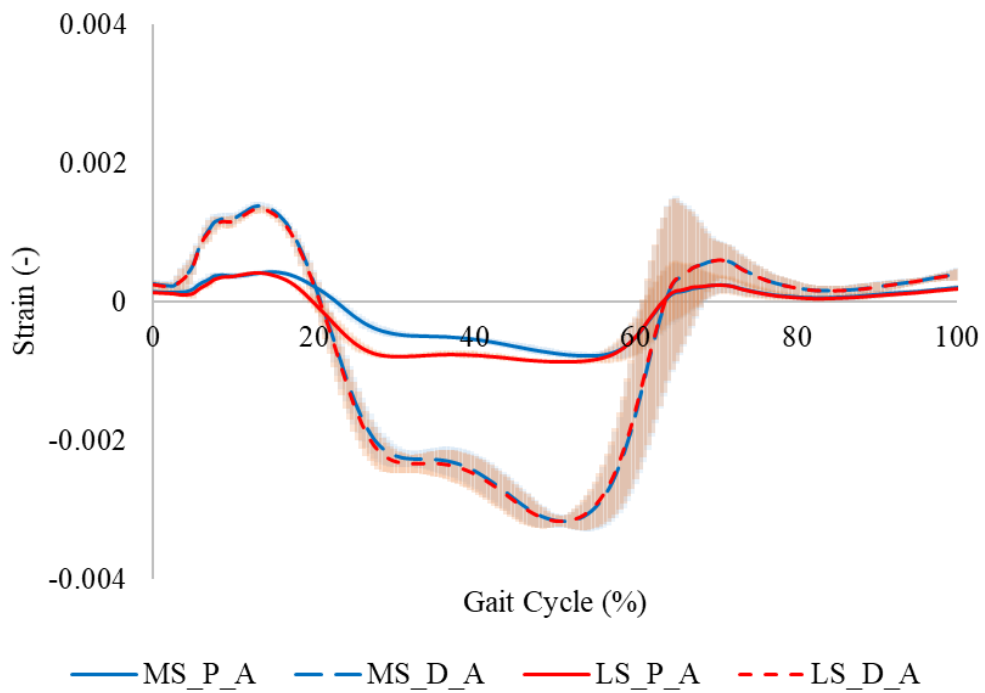 0.004
0.002
0
-0.002
-0.004
Strain (-)
0 20 40 60 80 100
Gait Cycle (%)
MS_P_A MS_D_A LS_P_A LS_D_A